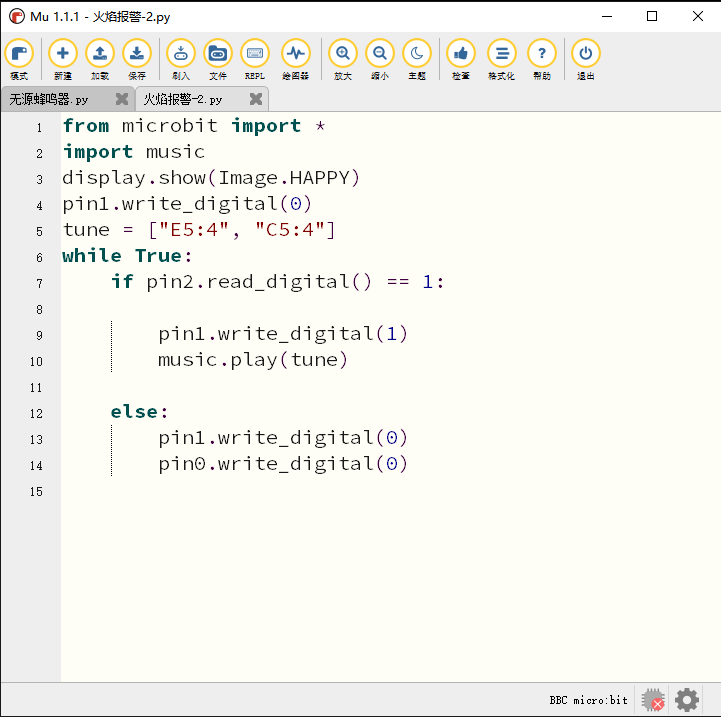 Mu 1.1.1 - 火焰报警-2.py
模式 新建 加载 保存 刷入 文件 REPL 绘图器 放大 缩小 主题 检查 格式化 帮助 退出
无源蜂鸣器.py 火焰报警-2.py
1 from microbit import *
2 import music
3 display.show(Image.HAPPY)
4 pin1.write_digital(0)
5 tune = ["E5:4", "C5:4"]
6 while True:
7 if pin2.read_digital() == 1:
8
9 pin1.write_digital(1)
10 music.play(tune)
11
12 else:
13 pin1.write_digital(0)
14 pin0.write_digital(0)
15
BBC micro:bit